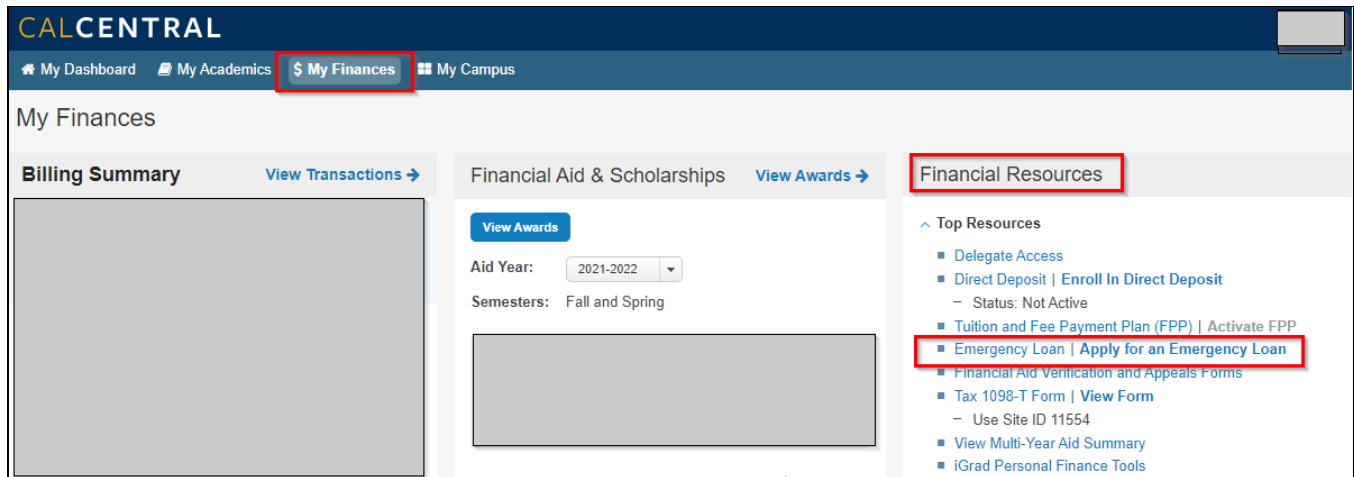 CALCENTRAL
My Dashboard My Academics $ My Finances My Campus
My Finances
Billing Summary View Transactions →
Financial Aid & Scholarships View Awards →
View Awards
Aid Year: 2021-2022
Semesters: Fall and Spring
Financial Resources
Top Resources
Delegate Access
Direct Deposit | Enroll In Direct Deposit
– Status: Not Active
Tuition and Fee Payment Plan (FPP) | Activate FPP
Emergency Loan | Apply for an Emergency Loan
Financial Aid Verification and Appeals Forms
Tax 1098-T Form | View Form
– Use Site ID 11554
View Multi-Year Aid Summary
iGrad Personal Finance Tools